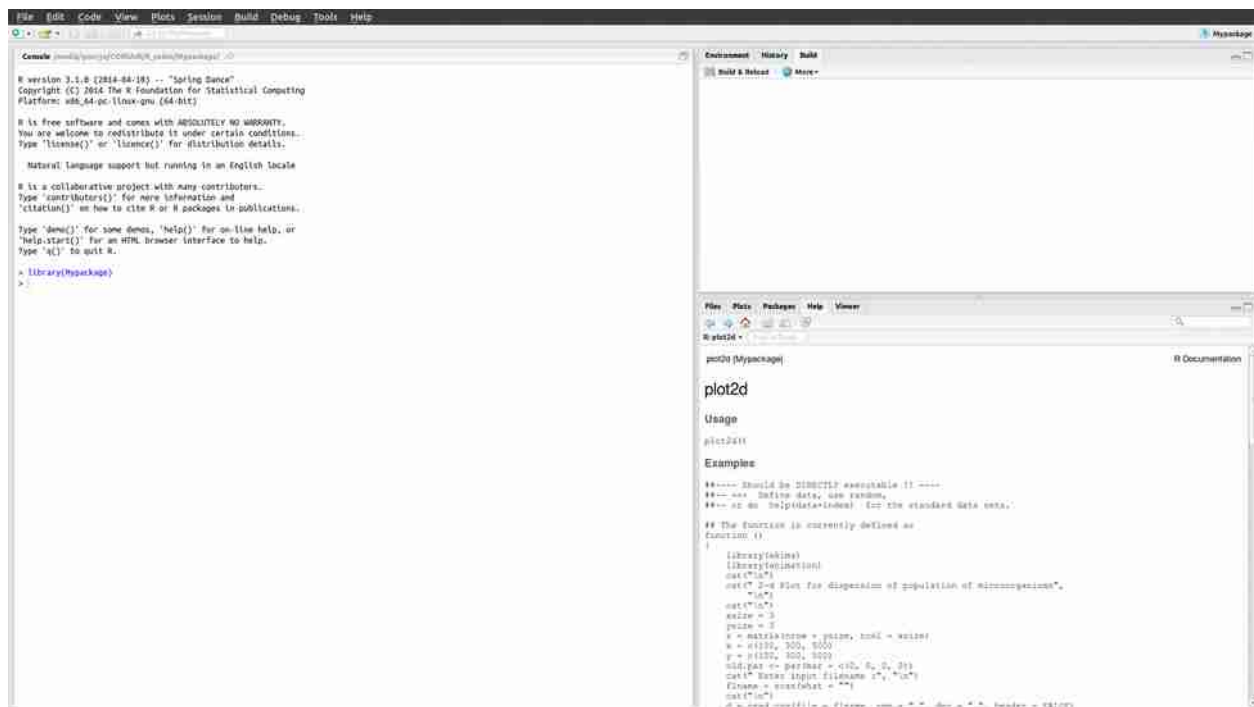 File Edit Code View Plots Session Build Debug Tools Help
Mypackage
Console
R version 3.1.0 (2014-04-10) -- "Spring Dance"
Copyright (C) 2014 The R Foundation for Statistical Computing
Platform: x86_64-pc-linux-gnu (64-bit)
R is free software and comes with ABSOLUTELY NO WARRANTY.
You are welcome to redistribute it under certain conditions.
Type 'license()' or 'licence()' for distribution details.
Natural language support but running in an English locale
R is a collaborative project with many contributors.
Type 'contributors()' for more information and
'citation()' on how to cite R or R packages in publications.
Type 'demo()' for some demos, 'help()' for on-line help, or
'help.start()' for an HTML browser interface to help.
Type 'q()' to quit R.
> library(Mypackage)
>
Environment History Build
Build & Reload More
Files Plots Packages Help Viewer
R: plot2d
plot2d {Mypackage} R Documentation
plot2d
Usage
plot2d()
Examples
##---- Should be DIRECTLY executable !! ----
##-- ==> Define data, use random,
##-- or do help(data=index) for the standard data sets.
## The function is currently defined as
function ()
{
library(akima)
library(animation)
cat("\n")
cat(" 2-d Plot for dispersion of population of microorganisms",
"\n")
cat("\n")
xsize = 3
ysize = 3
z = matrix(nrow = ysize, ncol = xsize)
x = c(100, 300, 500)
y = c(100, 300, 500)
old.par <- par(mar = c(0, 0, 0, 0))
cat(" Enter input filename :", "\n")
flname = scan(what = "")
cat("\n")